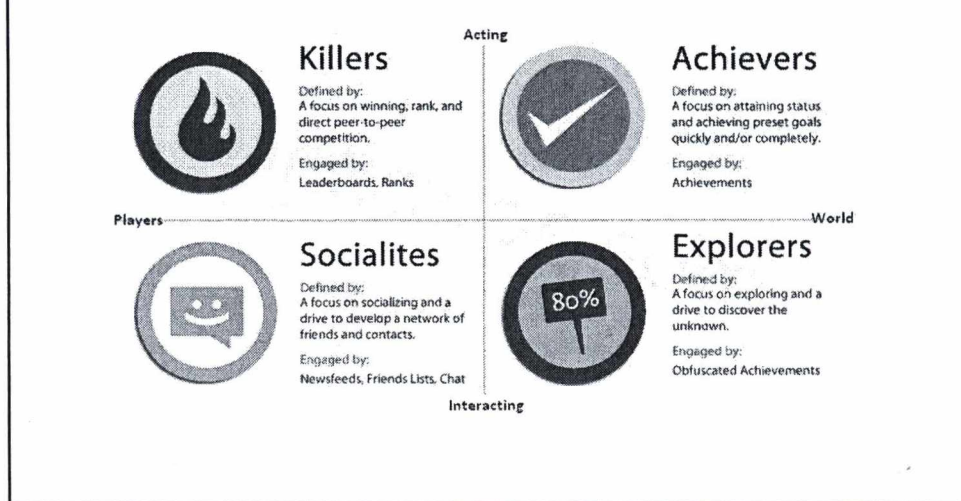 Acting
Killers
Defined by:
A focus on winning, rank, and
direct peer-to-peer
competition.
Engaged by:
Leaderboards, Ranks
Achievers
Defined by:
A focus on attaining status
and achieving preset goals
quickly and/or completely.
Engaged by:
Achievements
Players
World
Socialites
Defined by:
A focus on socializing and a
drive to develop a network of
friends and contacts.
Engaged by:
Newsfeeds, Friends Lists, Chat
80%
Explorers
Defined by:
A focus on exploring and a
drive to discover the
unknown.
Engaged by:
Obfuscated Achievements
Interacting